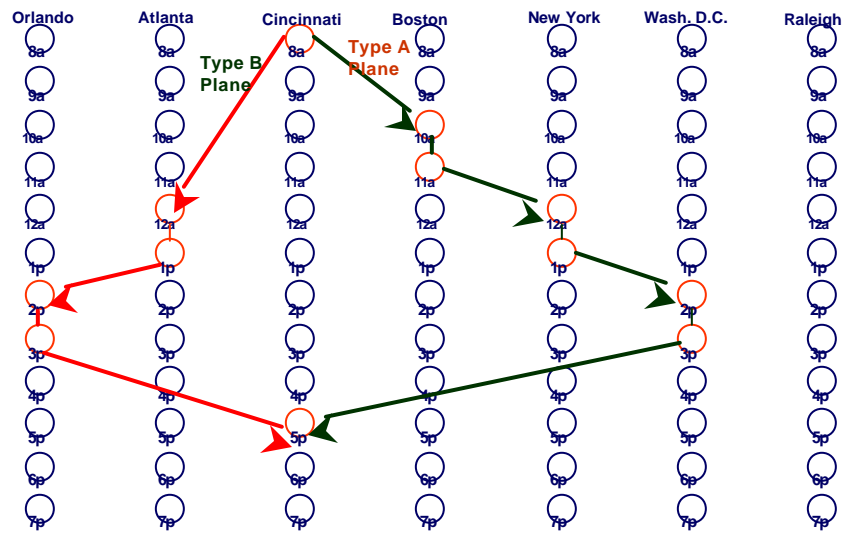 Orlando Atlanta Cincinnati Boston New York Wash. D.C. Raleigh
8a 8a 8a 8a 8a 8a 8a
Type B
Plane
Type A
Plane
9a 9a 9a 9a 9a 9a 9a
10a 10a 10a 10a 10a 10a 10a
11a 11a 11a 11a 11a 11a 11a
12a 12a 12a 12a 12a 12a 12a
1p 1p 1p 1p 1p 1p 1p
2p 2p 2p 2p 2p 2p 2p
3p 3p 3p 3p 3p 3p 3p
4p 4p 4p 4p 4p 4p 4p
5p 5p 5p 5p 5p 5p 5p
6p 6p 6p 6p 6p 6p 6p
7p 7p 7p 7p 7p 7p 7p